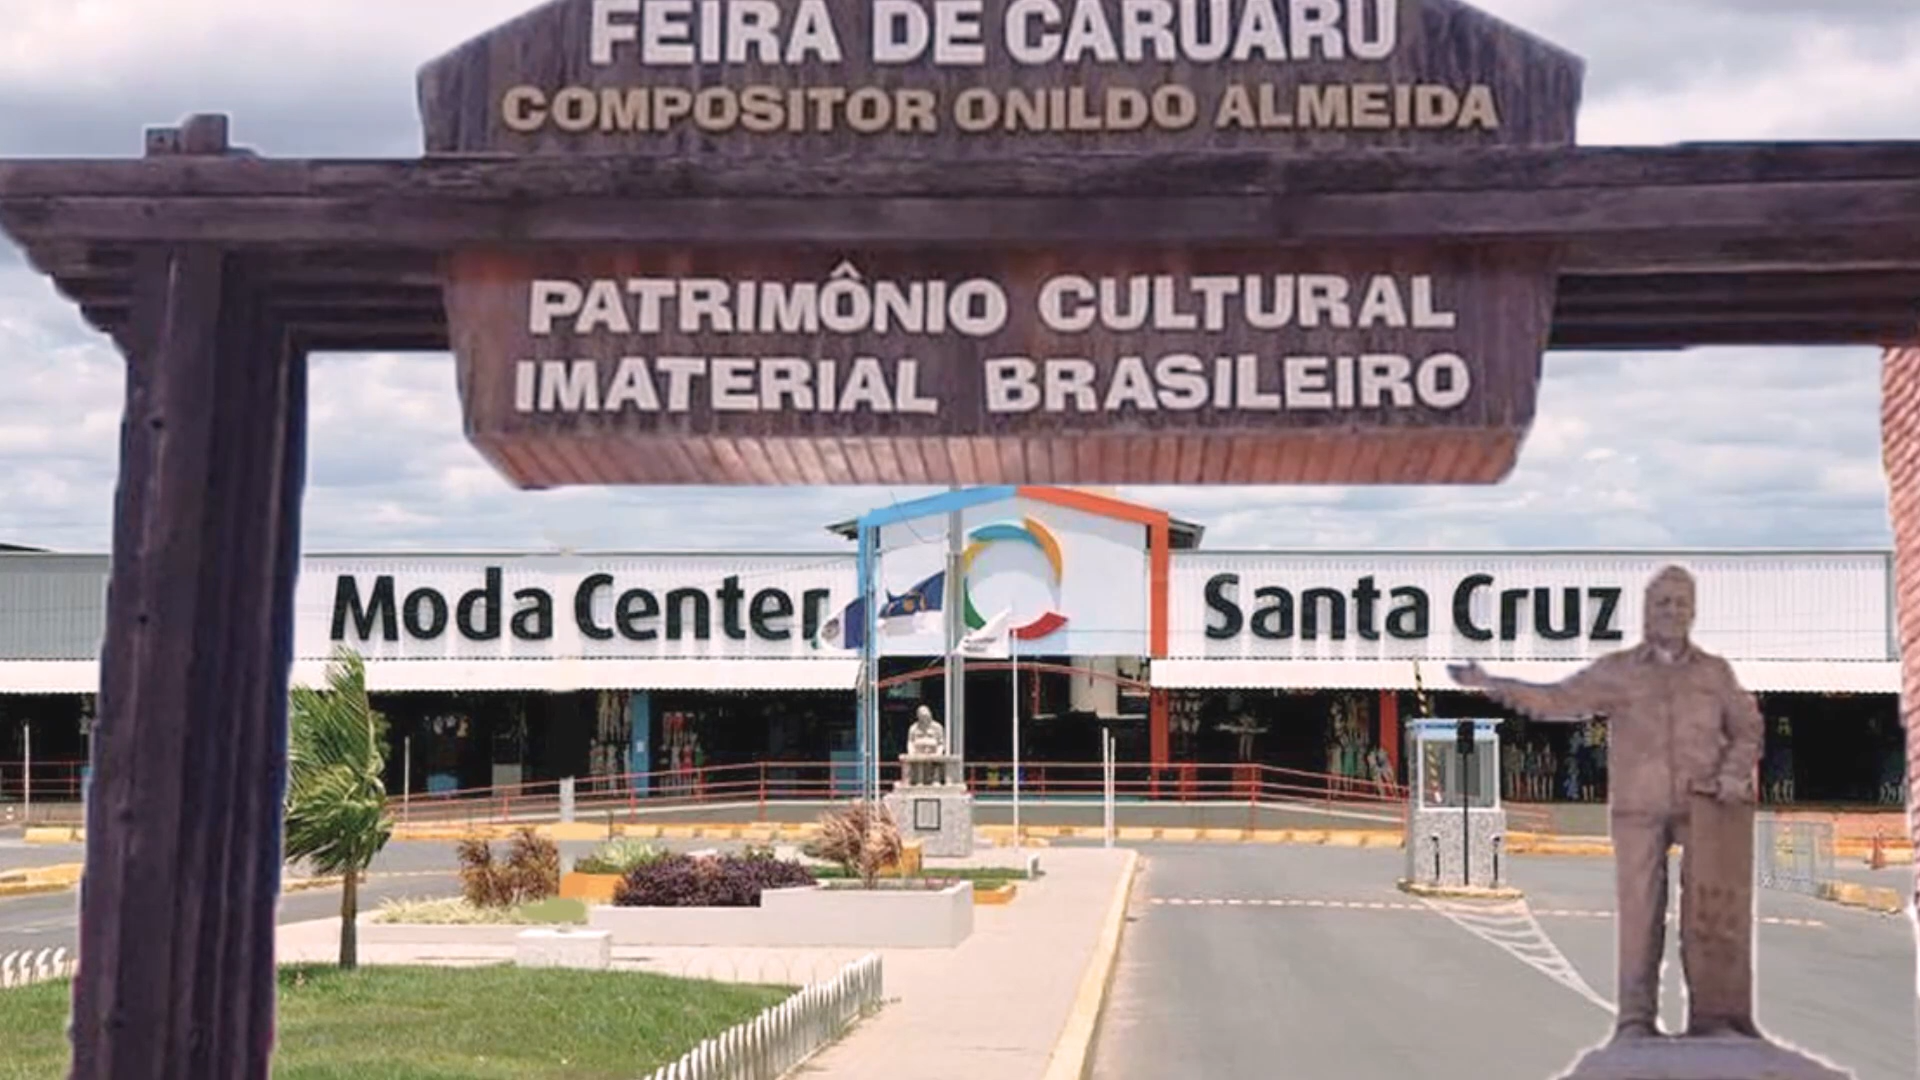 FEIRA DE CARUARU
COMPOSITOR ONILDO ALMEIDA
PATRIMÔNIO CULTURAL
IMATERIAL BRASILEIRO
Moda Center Santa Cruz